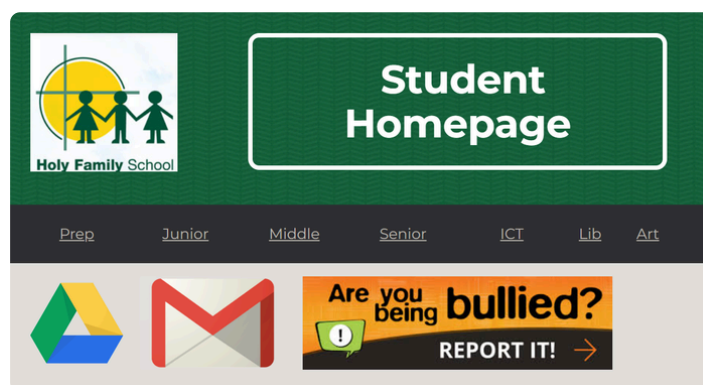 Student
Homepage
Holy Family School
Prep Junior Middle Senior ICT Lib Art
Are you being bullied?
!
REPORT IT!